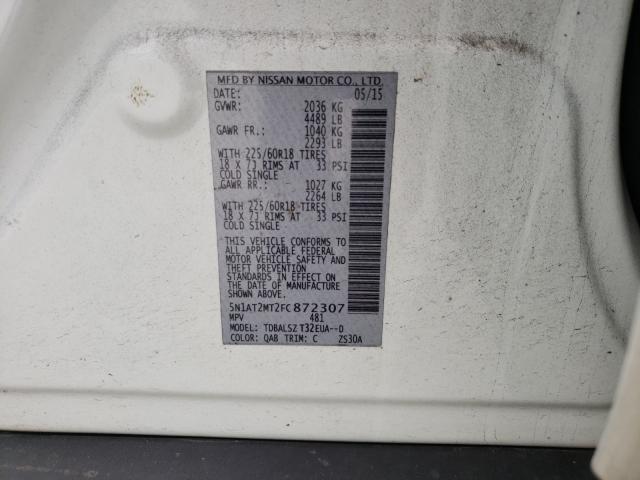 MFD BY NISSAN MOTOR CO., LTD.
DATE: 05/15
GVWR: 2036 KG
4489 LB
GAWR FR.: 1040 KG
2293 LB
WITH 225/60R18 TIRES
18 X 7J RIMS AT 33 PSI
COLD SINGLE
GAWR RR.: 1027 KG
2264 LB
WITH 225/60R18 TIRES
18 X 7J RIMS AT 33 PSI
COLD SINGLE
THIS VEHICLE CONFORMS TO
ALL APPLICABLE FEDERAL
MOTOR VEHICLE SAFETY AND
THEFT PREVENTION
STANDARDS IN EFFECT ON
THE DATE OF MANUFACTURE
SHOWN ABOVE.
5N1AT2MT2FC872307
MPV 481
MODEL: TDBALSZ T32EUA--D
COLOR: QAB TRIM: C ZS30A